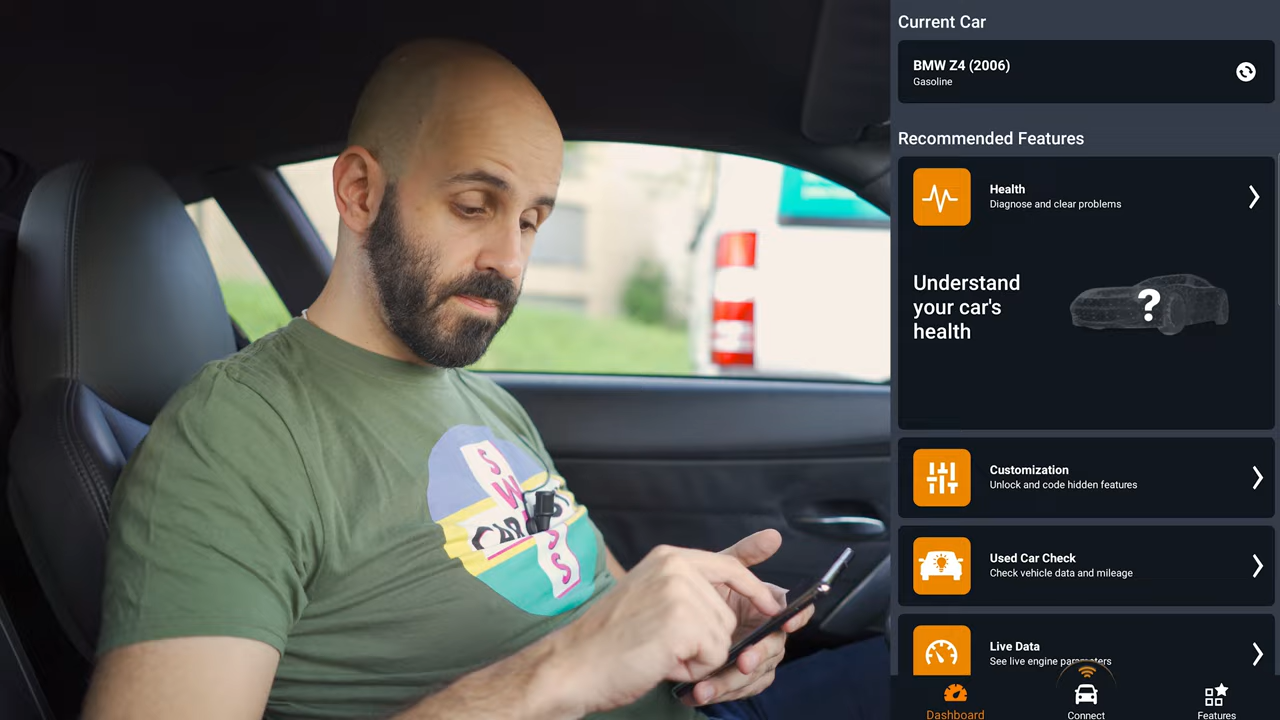 SWISS
CAR
Current Car
BMW Z4 (2006)
Gasoline
Recommended Features
Health
Diagnose and clear problems
Understand
your car's
health
?
Customization
Unlock and code hidden features
Used Car Check
Check vehicle data and mileage
Live Data
See live engine parameters
Dashboard
Connect
Features